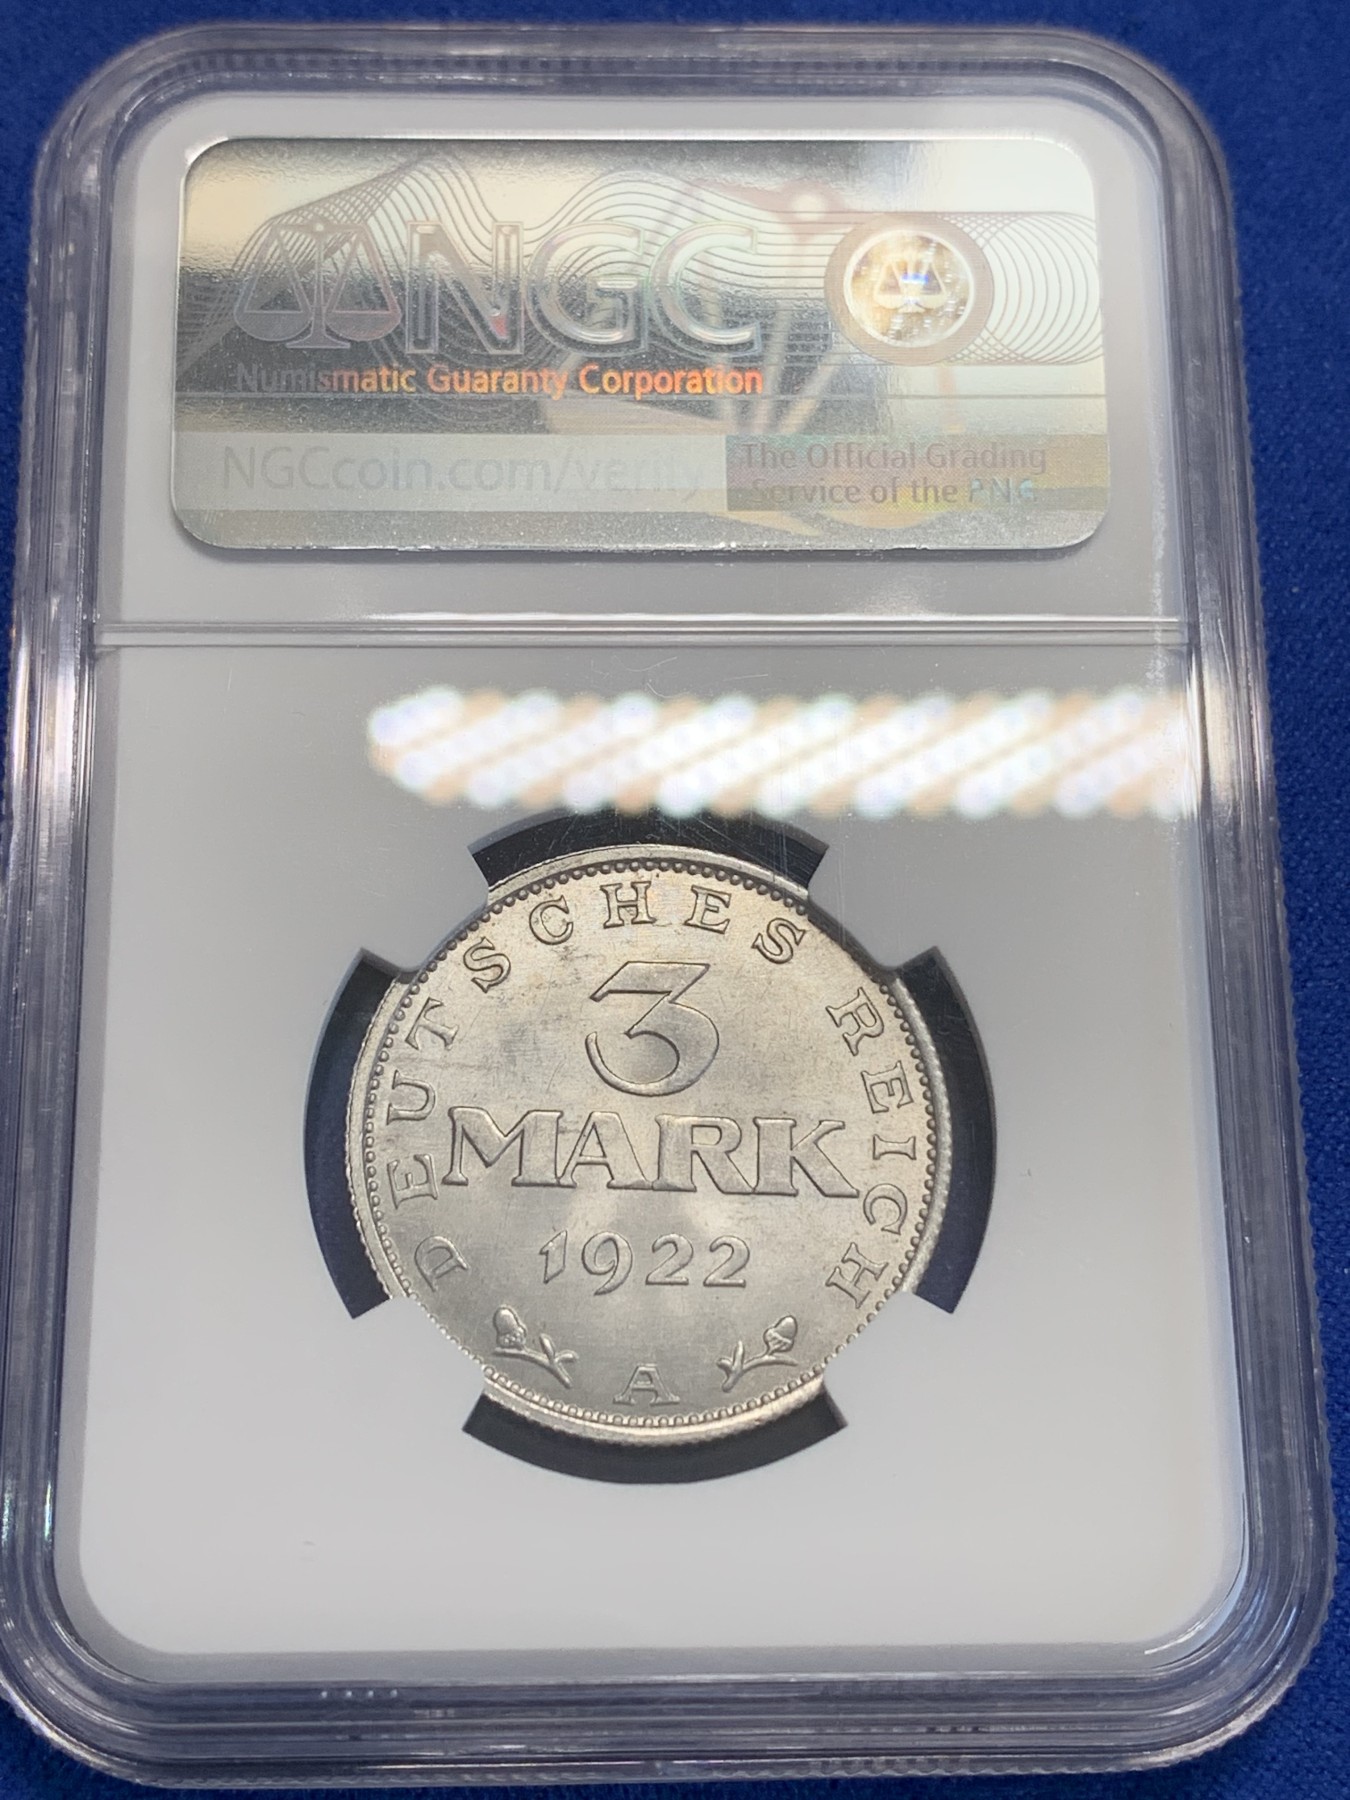 NGC
Numismatic Guaranty Corporation
NGCcoin.com/verify
The Official Grading
Service of the PNG
DEUTSCHES REICH
3
MARK
1922
A